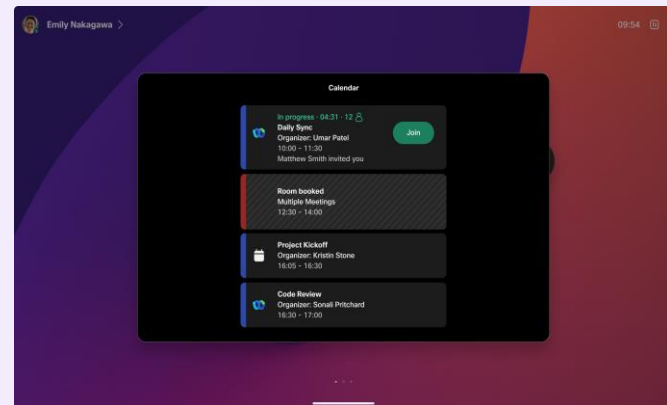 Emily Nakagawa
09:54
Calendar
In progress · 04:31 · 12
Daily Sync
Organizer: Umar Patel
10:00 - 11:30
Matthew Smith invited you
Join
Room booked
Multiple Meetings
12:30 - 14:00
Project Kickoff
Organizer: Kristin Stone
16:05 - 16:30
Code Review
Organizer: Sonali Pritchard
16:30 - 17:00